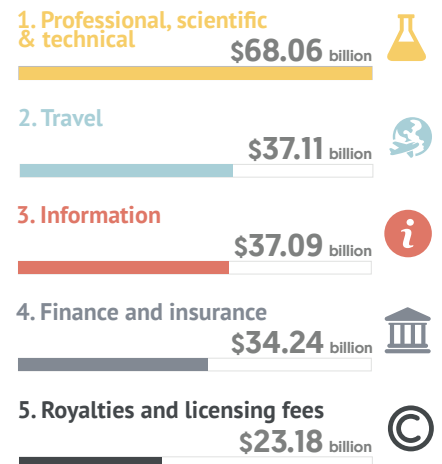 1. Professional, scientific
& technical
$68.06 billion
2. Travel
$37.11 billion
3. Information
$37.09 billion
i
4. Finance and insurance
$34.24 billion
5. Royalties and licensing fees
$23.18 billion
©